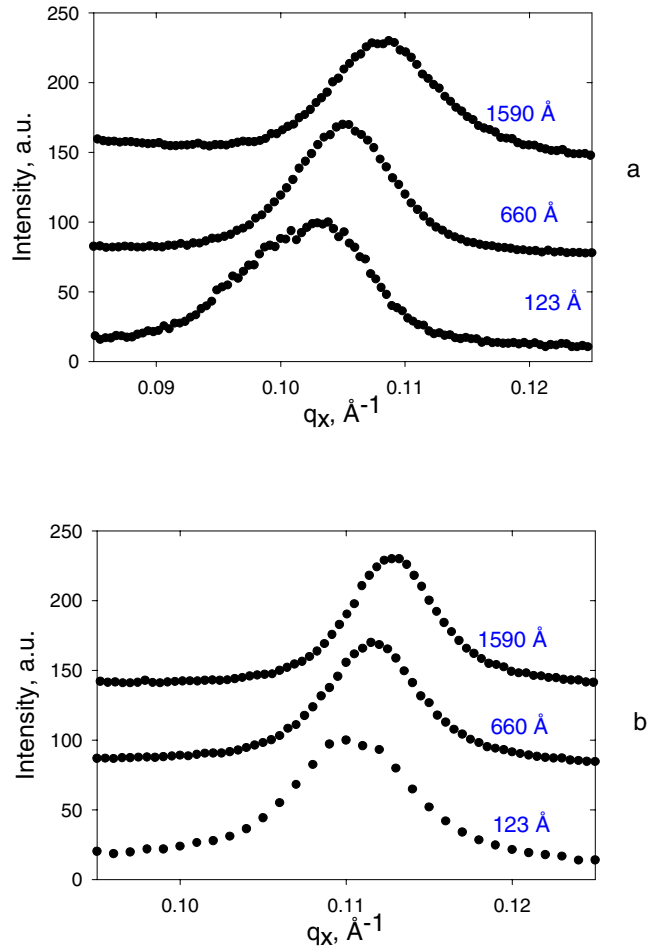 250
200
150
100
50
0
Intensity, a.u.
1590 Å
660 Å
123 Å
a
0.09 0.10 0.11 0.12
qx, Å-1
250
200
150
100
50
0
Intensity, a.u.
1590 Å
660 Å
123 Å
b
0.10 0.11 0.12
qx, Å-1